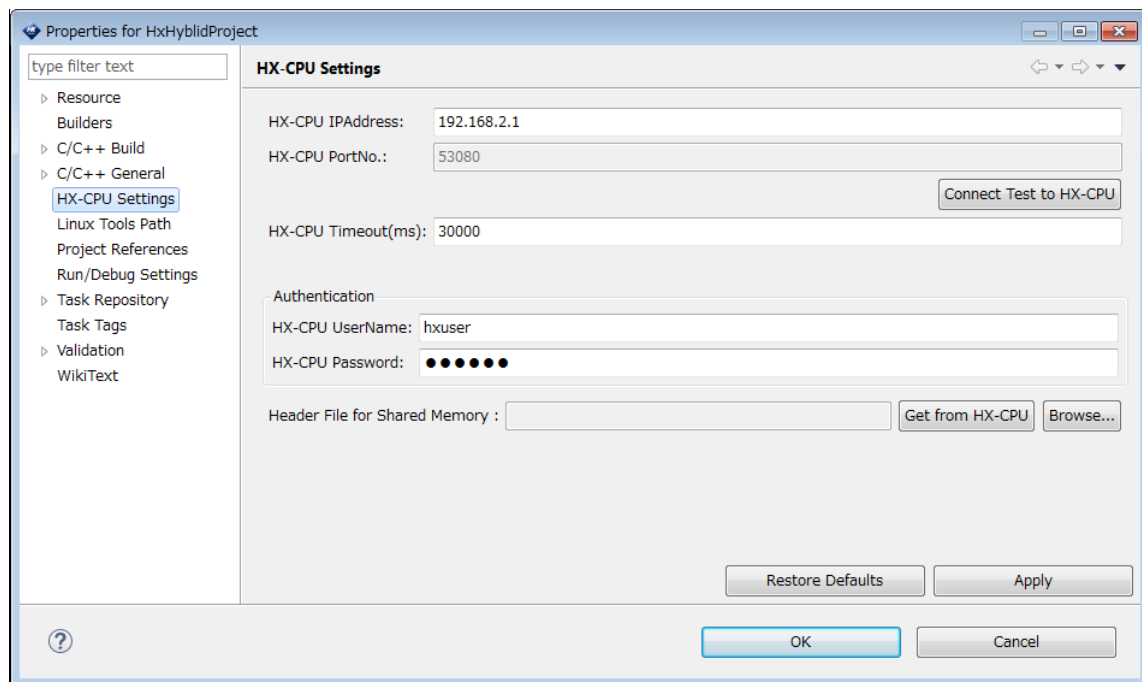 Properties for HxHyblidProject
type filter text
Resource
Builders
C/C++ Build
C/C++ General
HX-CPU Settings
Linux Tools Path
Project References
Run/Debug Settings
Task Repository
Task Tags
Validation
WikiText
HX-CPU Settings
HX-CPU IPAddress: 192.168.2.1
HX-CPU PortNo.: 53080
Connect Test to HX-CPU
HX-CPU Timeout(ms): 30000
Authentication
HX-CPU UserName: hxuser
HX-CPU Password: ●●●●●●
Header File for Shared Memory : Get from HX-CPU Browse...
Restore Defaults Apply
? OK Cancel